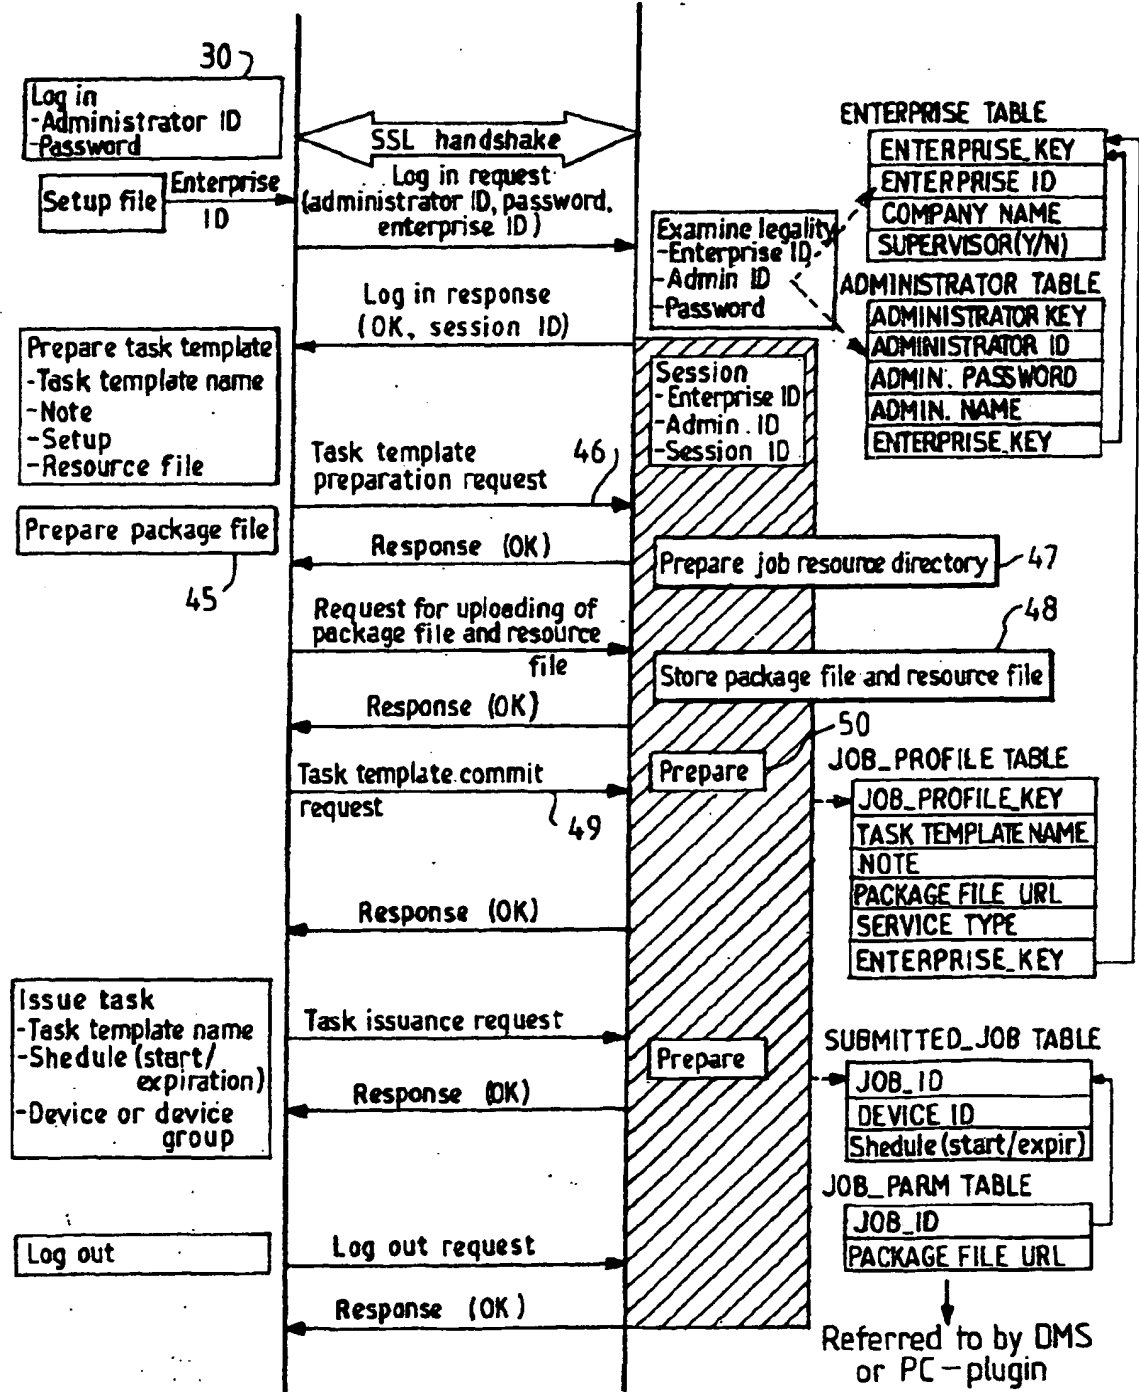 30
Log in
-Administrator ID
-Password
SSL handshake
Setup file
Enterprise
ID
Log in request
(administrator ID, password,
enterprise ID)
Examine legality
-Enterprise ID
-Admin ID
-Password
ENTERPRISE TABLE
ENTERPRISE_KEY
ENTERPRISE ID
COMPANY NAME
SUPERVISOR(Y/N)
ADMINISTRATOR TABLE
ADMINISTRATOR KEY
ADMINISTRATOR ID
ADMIN. PASSWORD
ADMIN. NAME
ENTERPRISE_KEY
Log in response
(OK, session ID)
Prepare task template
-Task template name
-Note
-Setup
-Resource file
Session
-Enterprise ID
-Admin. ID
-Session ID
Task template
preparation request
46
Prepare package file
45
Response (OK)
Prepare job resource directory
47
Request for uploading of
package file and resource
file
48
Store package file and resource file
Response (OK)
50
Prepare
Task template commit
request
49
JOB_PROFILE TABLE
JOB_PROFILE_KEY
TASK TEMPLATE NAME
NOTE
PACKAGE FILE URL
SERVICE TYPE
ENTERPRISE_KEY
Response (OK)
Issue task
-Task template name
-Shedule (start/
expiration)
-Device or device
group
Task issuance request
Prepare
Response (OK)
SUBMITTED_JOB TABLE
JOB_ID
DEVICE ID
Shedule (start/expir)
JOB_PARM TABLE
JOB_ID
PACKAGE FILE URL
Log out
Log out request
Response (OK)
Referred to by DMS
or PC-plugin